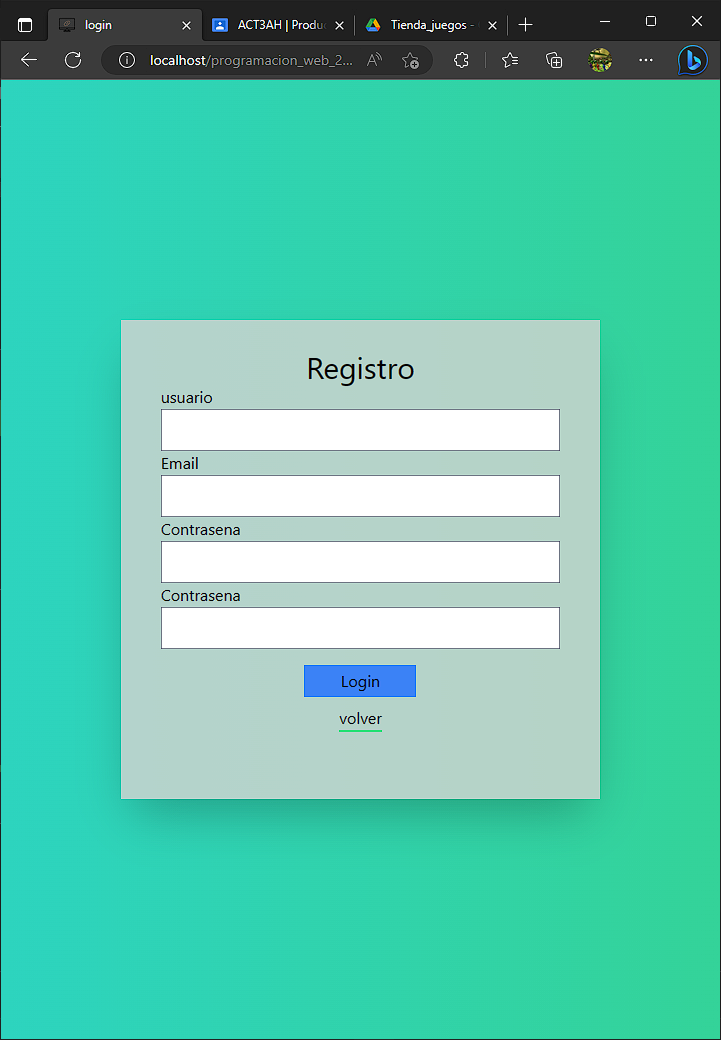 login
ACT3AH | Produc
Tienda_juegos -
localhost/programacion_web_2...
Registro
usuario
Email
Contrasena
Contrasena
Login
volver